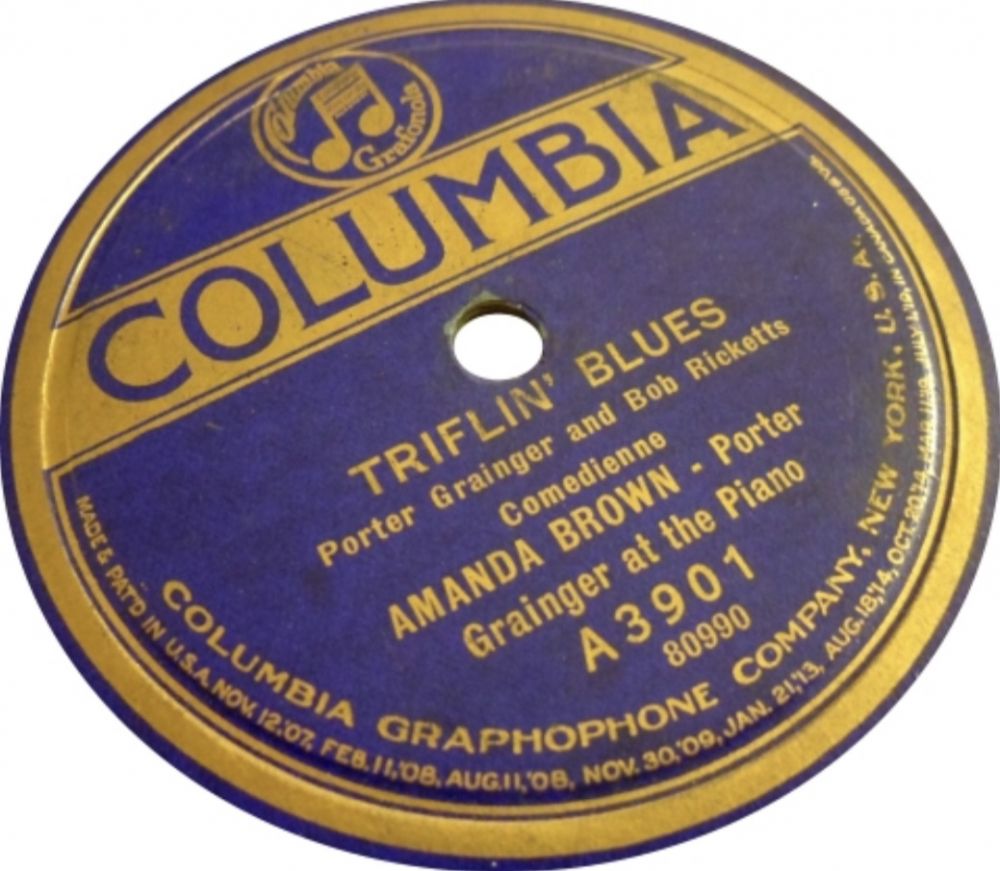 Columbia
Grafonola
COLUMBIA
TRIFLIN' BLUES
Porter Grainger and Bob Ricketts
Comedienne
AMANDA BROWN - Porter
Grainger at the Piano
A3901
80990
COLUMBIA GRAPHOPHONE COMPANY, NEW YORK, U.S.A.
MADE & PAT'D IN U.S.A. NOV. 12,'07, FEB. 11,'08, AUG. 11,'08, NOV. 30,'09, JAN. 21,'13, AUG. 18,'14, OCT. 20,'14,